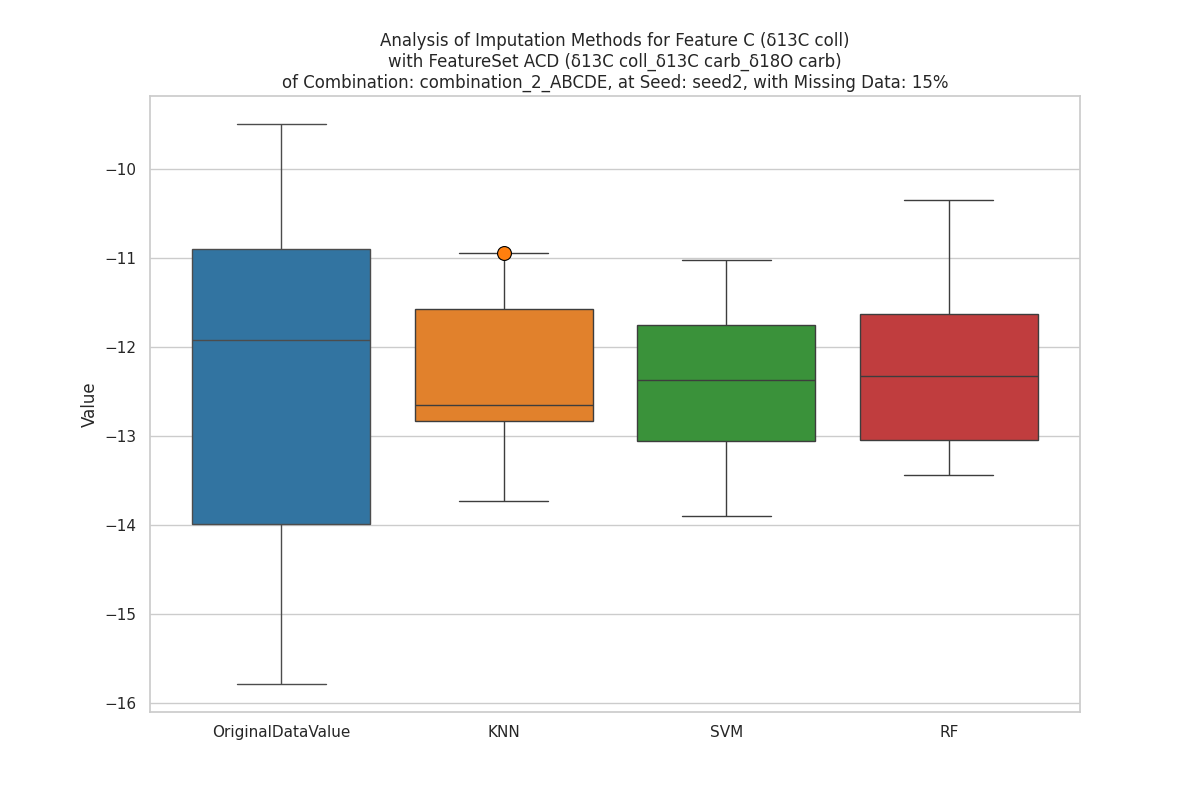 Analysis of Imputation Methods for Feature C (δ13C coll)
with FeatureSet ACD (δ13C coll_δ13C carb_δ18O carb)
of Combination: combination_2_ABCDE, at Seed: seed2, with Missing Data: 15%
Value
−10
−11
−12
−13
−14
−15
−16
OriginalDataValue
KNN
SVM
RF